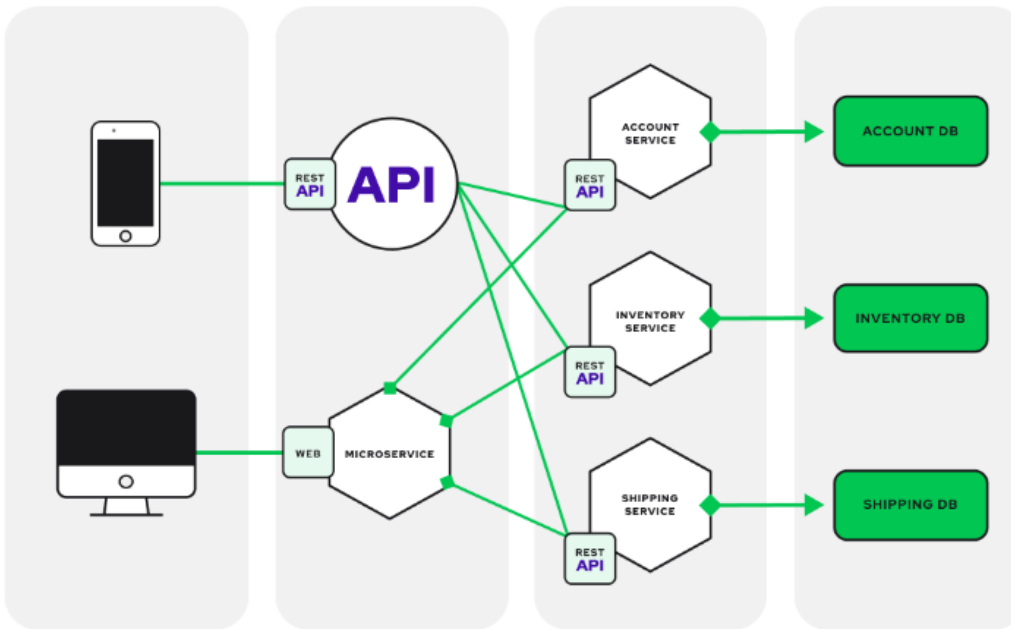 REST
API
API
WEB
MICROSERVICE
ACCOUNT
SERVICE
REST
API
INVENTORY
SERVICE
REST
API
SHIPPING
SERVICE
REST
API
ACCOUNT DB
INVENTORY DB
SHIPPING DB